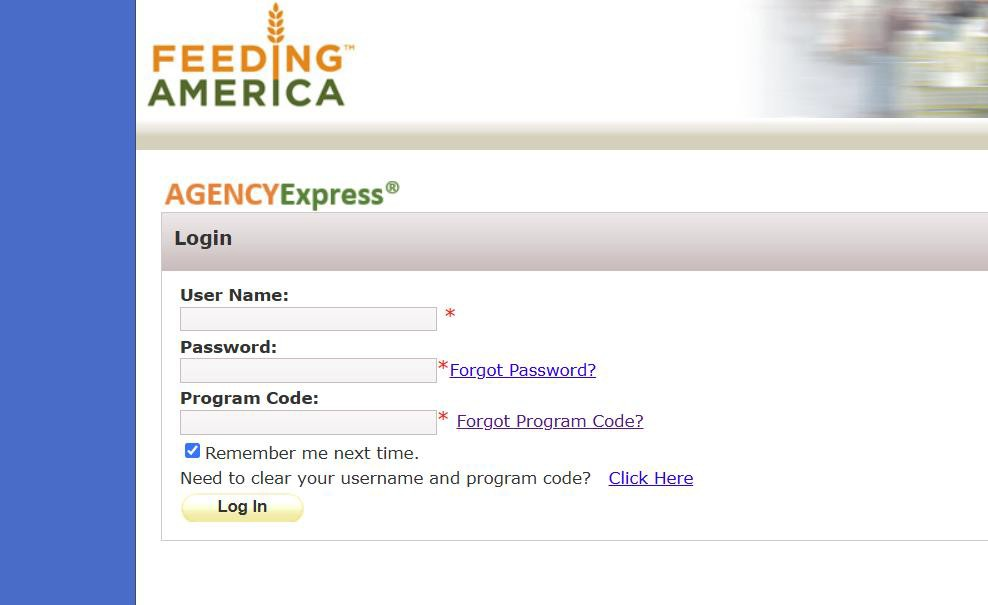 FEEDING™
AMERICA
AGENCYExpress®
Login
User Name:
*
Password:
*Forgot Password?
Program Code:
* Forgot Program Code?
Remember me next time.
Need to clear your username and program code? Click Here
Log In